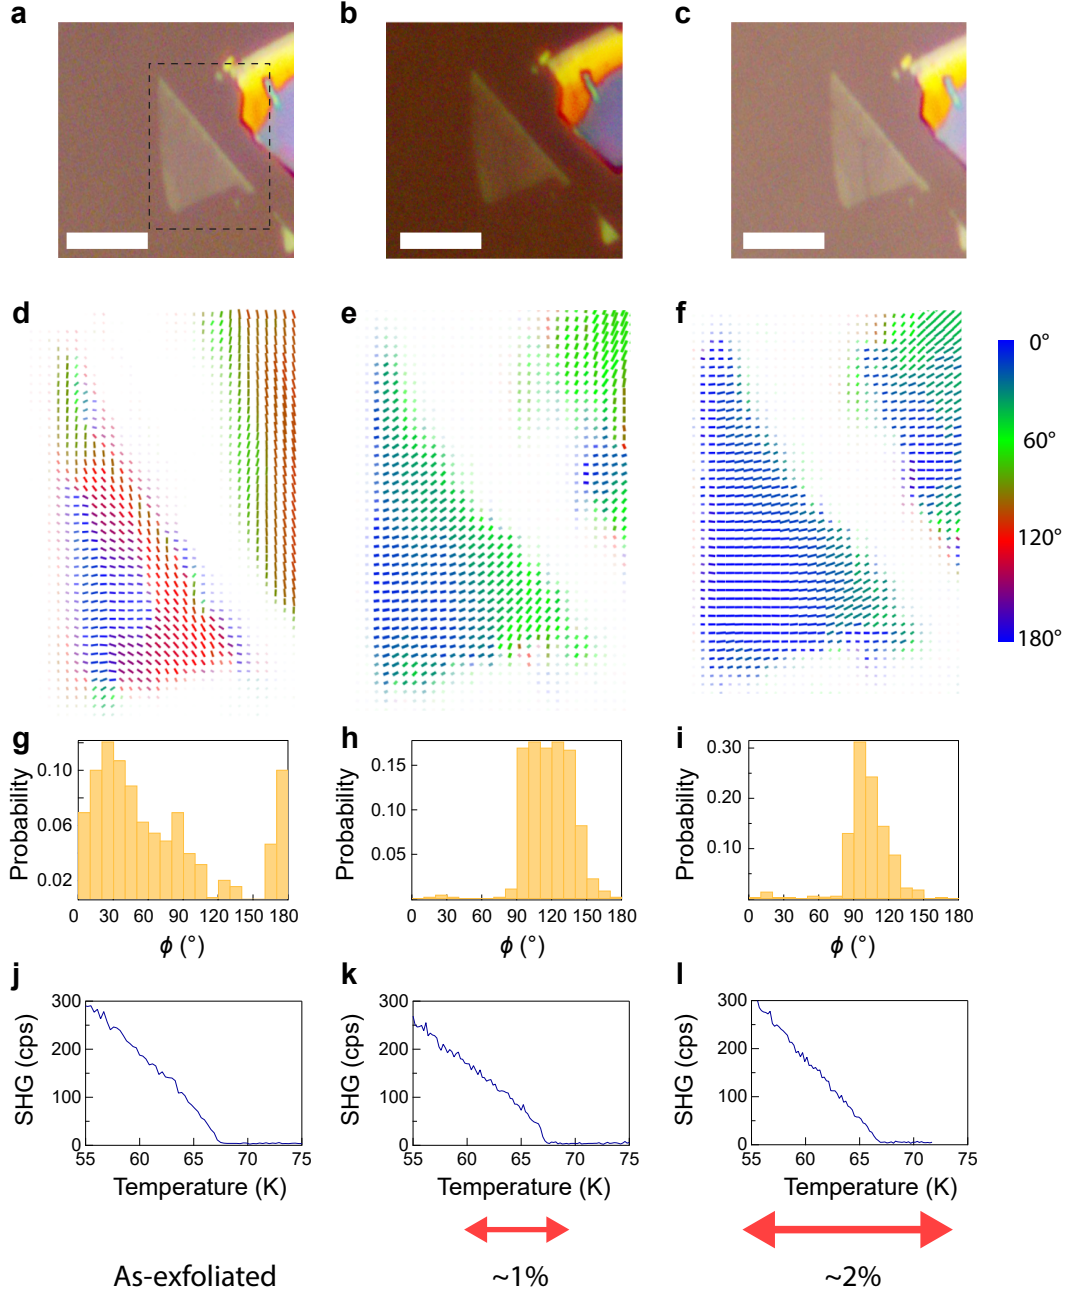 a b c
d e f
0°
60°
120°
180°
g h i
Probability
0.10
0.06
0.02
0 30 60 90 120 150 180
ϕ (°)
Probability
0.15
0.10
0.05
0 30 60 90 120 150 180
ϕ (°)
Probability
0.30
0.20
0.10
0 30 60 90 120 150 180
ϕ (°)
j k l
SHG (cps)
300
200
100
0
55 60 65 70 75
Temperature (K)
SHG (cps)
300
200
100
0
55 60 65 70 75
Temperature (K)
SHG (cps)
300
200
100
0
55 60 65 70 75
Temperature (K)
As-exfoliated ~1% ~2%